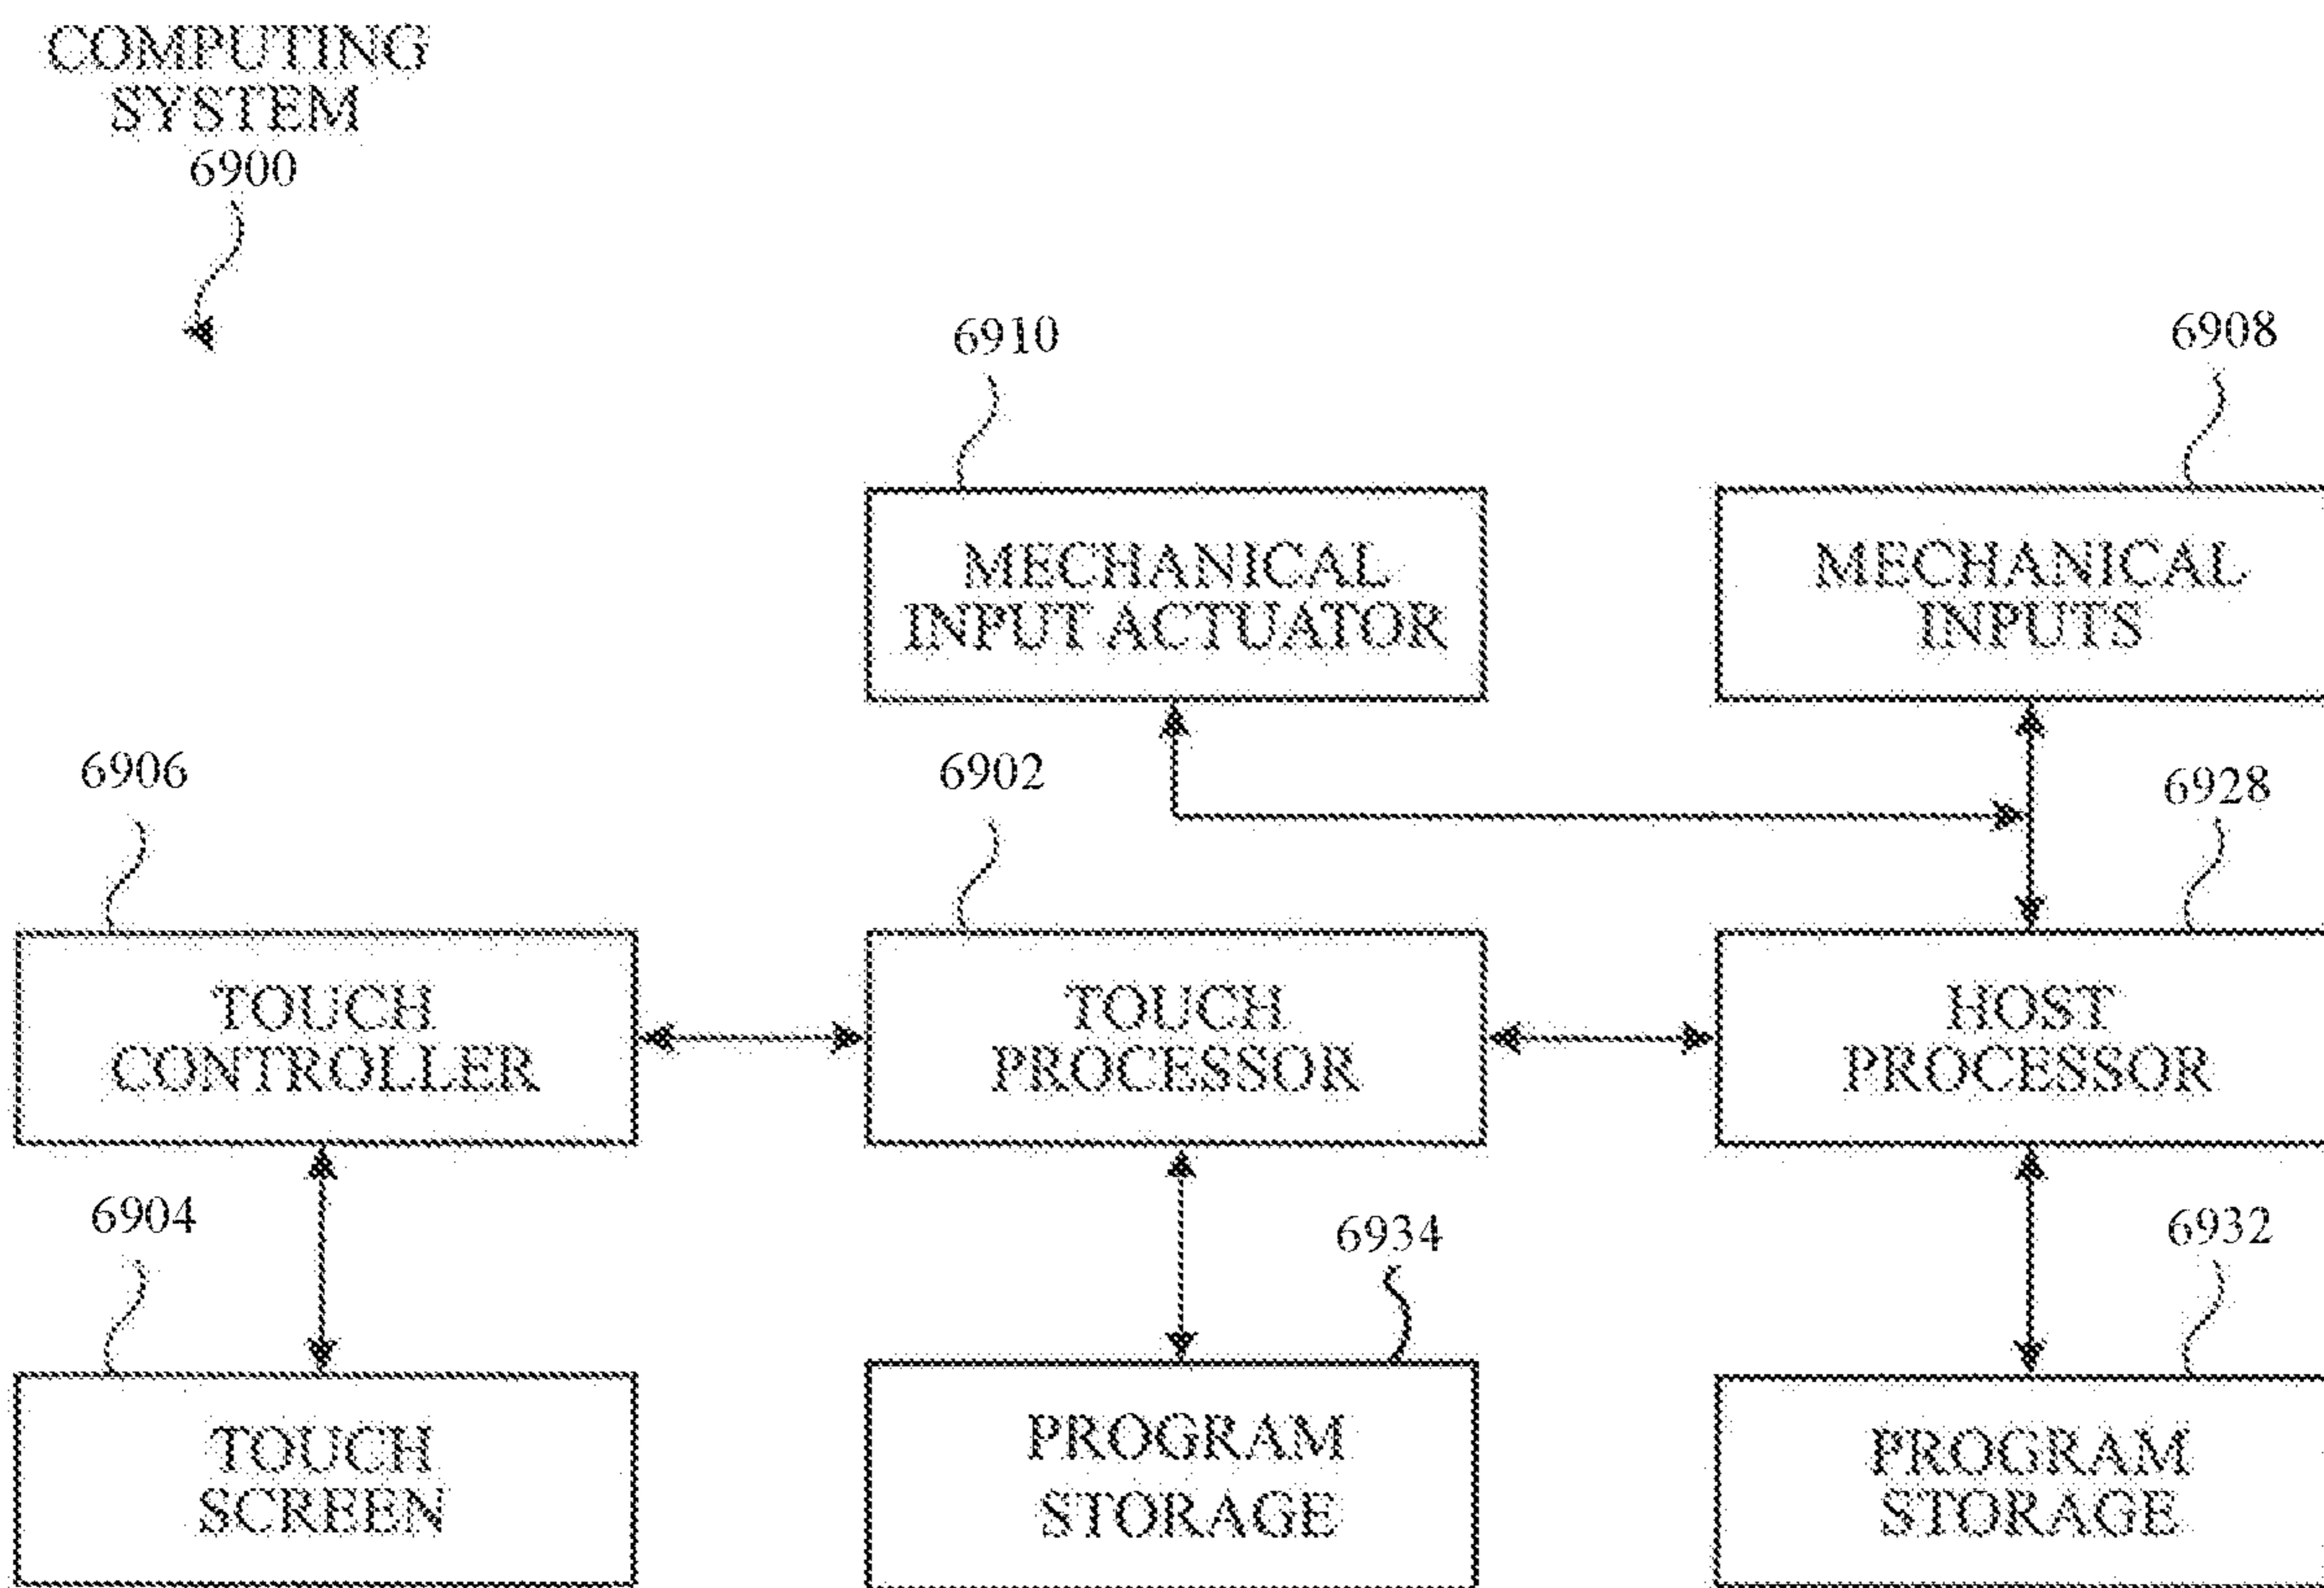 COMPUTING
SYSTEM
6900
6910
6908
MECHANICAL
INPUT ACTUATOR
MECHANICAL
INPUTS
6906
6902
6928
TOUCH
CONTROLLER
TOUCH
PROCESSOR
HOST
PROCESSOR
6904
6934
6932
TOUCH
SCREEN
PROGRAM
STORAGE
PROGRAM
STORAGE